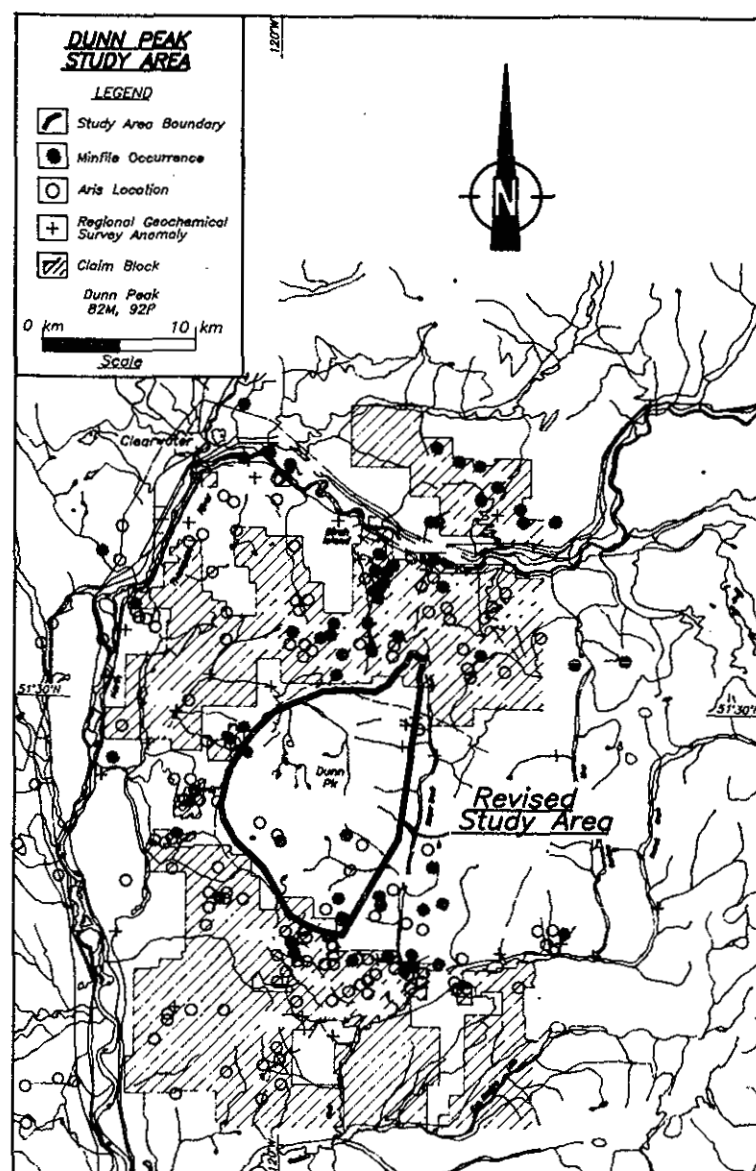 DUNN PEAK
STUDY AREA
LEGEND
Study Area Boundary
Minfile Occurrence
Aris Location
Regional Geochemical
Survey Anomaly
Claim Block
Dunn Peak
82M, 92P
0 km 10 km
Scale
120°W
N
Clearwater
51°30'N
51°30'N
Dunn
Pk
Revised
Study Area
120°W